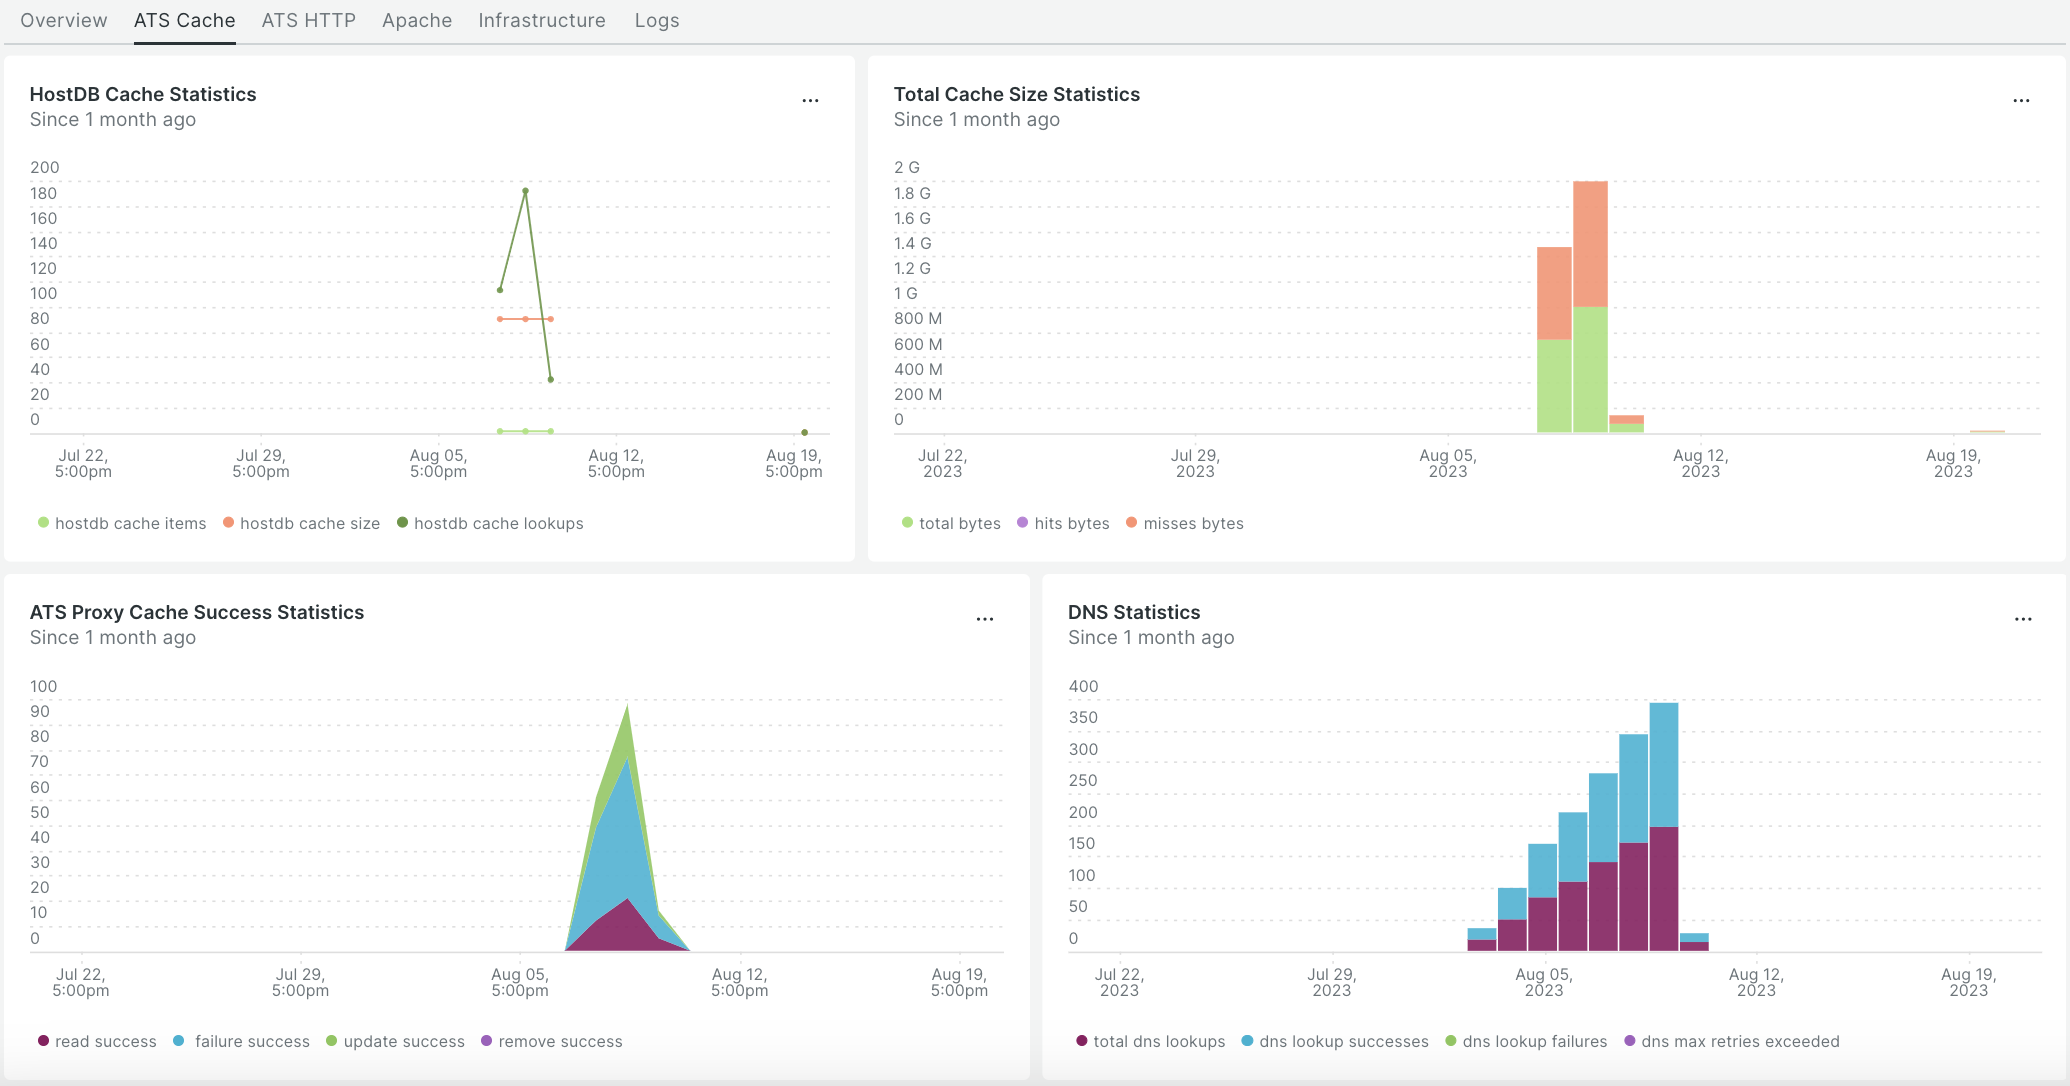 Overview ATS Cache ATS HTTP Apache Infrastructure Logs
HostDB Cache Statistics
Since 1 month ago
...
200
180
160
140
120
100
80
60
40
20
0
Jul 22, 5:00pm
Jul 29, 5:00pm
Aug 05, 5:00pm
Aug 12, 5:00pm
Aug 19, 5:00pm
hostdb cache items hostdb cache size hostdb cache lookups
Total Cache Size Statistics
Since 1 month ago
...
2 G
1.8 G
1.6 G
1.4 G
1.2 G
1 G
800 M
600 M
400 M
200 M
0
Jul 22, 2023
Jul 29, 2023
Aug 05, 2023
Aug 12, 2023
Aug 19, 2023
total bytes hits bytes misses bytes
ATS Proxy Cache Success Statistics
Since 1 month ago
...
100
90
80
70
60
50
40
30
20
10
0
Jul 22, 5:00pm
Jul 29, 5:00pm
Aug 05, 5:00pm
Aug 12, 5:00pm
Aug 19, 5:00pm
read success failure success update success remove success
DNS Statistics
Since 1 month ago
...
400
350
300
250
200
150
100
50
0
Jul 22, 2023
Jul 29, 2023
Aug 05, 2023
Aug 12, 2023
Aug 19, 2023
total dns lookups dns lookup successes dns lookup failures dns max retries exceeded